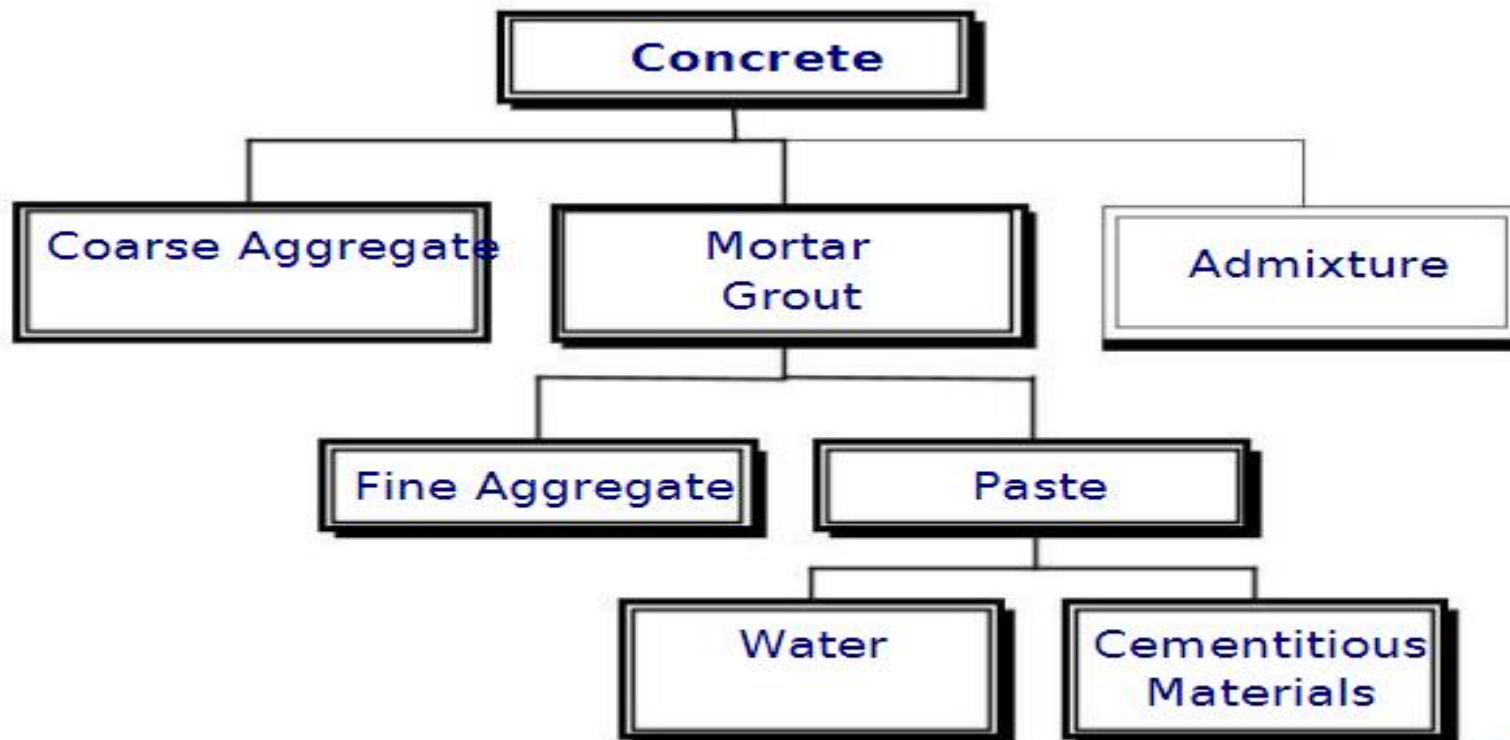 Concrete
Coarse Aggregate
Mortar
Grout
Admixture
Fine Aggregate
Paste
Water
Cementitious
Materials